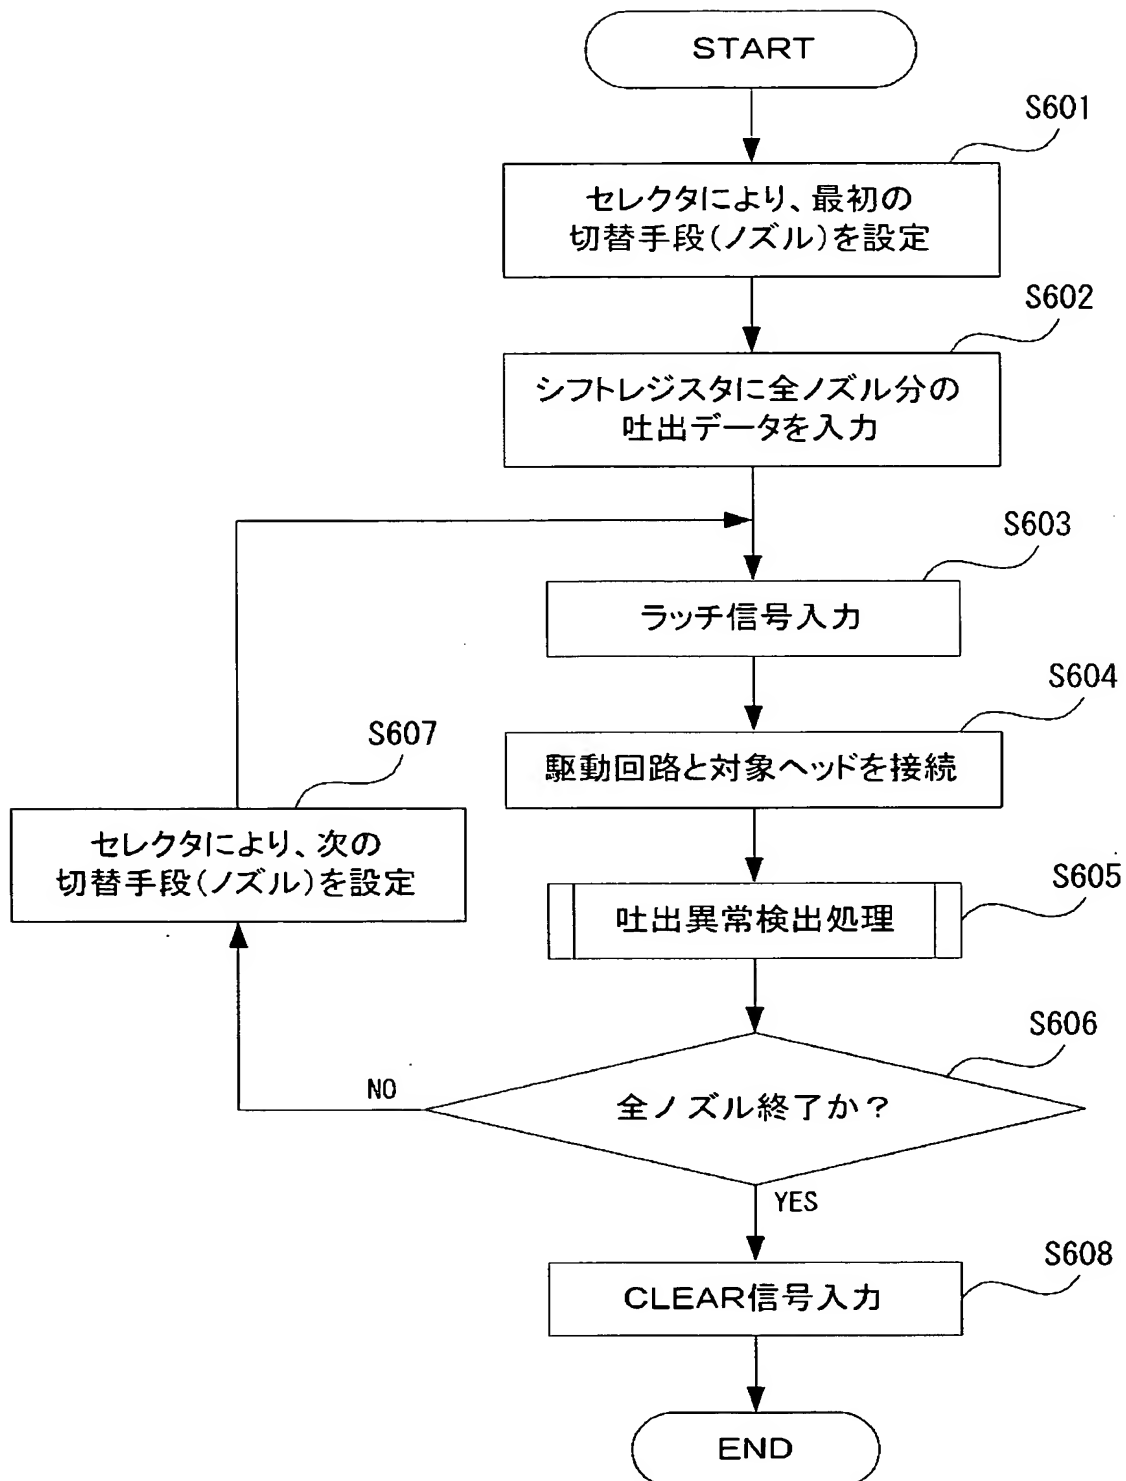 START
S601
セレクタにより、最初の
切替手段(ノズル)を設定
S602
シフトレジスタに全ノズル分の
吐出データを入力
S603
ラッチ信号入力
S604
駆動回路と対象ヘッドを接続
S607
セレクタにより、次の
切替手段(ノズル)を設定
S605
吐出異常検出処理
S606
全ノズル終了か?
NO
YES
S608
CLEAR信号入力
END